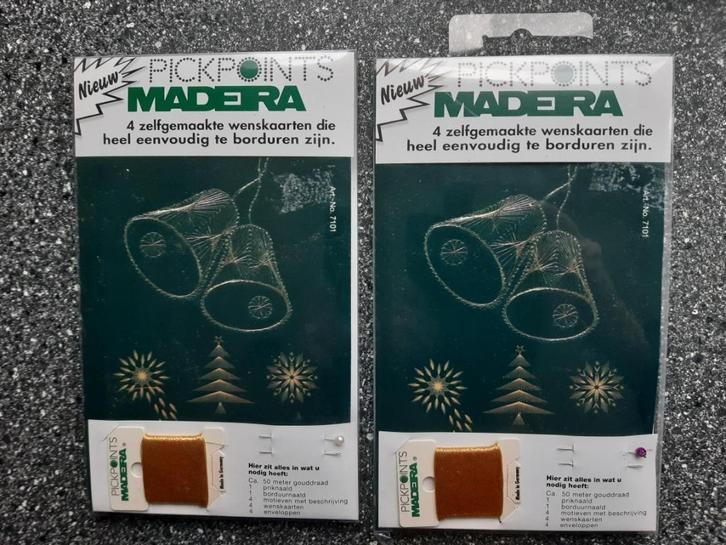 Nieuw
PICKPOINTS
MADEIRA
4 zelfgemaakte wenskaarten die
heel eenvoudig te borduren zijn.
Art.-No. 7101
PICKPOINTS
MADEIRA®
Made in Germany
Hier zit alles in wat u
nodig heeft:
Ca. 50 meter gouddraad
1 priknaald
1 borduurnaald
4 motieven met beschrijving
4 wenskaarten
4 enveloppen
Nieuw
PICKPOINTS
MADEIRA
4 zelfgemaakte wenskaarten die
heel eenvoudig te borduren zijn.
Art.-No. 7101
PICKPOINTS
MADEIRA®
Made in Germany
Hier zit alles in wat u
nodig heeft:
Ca. 50 meter gouddraad
1 priknaald
1 borduurnaald
4 motieven met beschrijving
4 wenskaarten
4 enveloppen